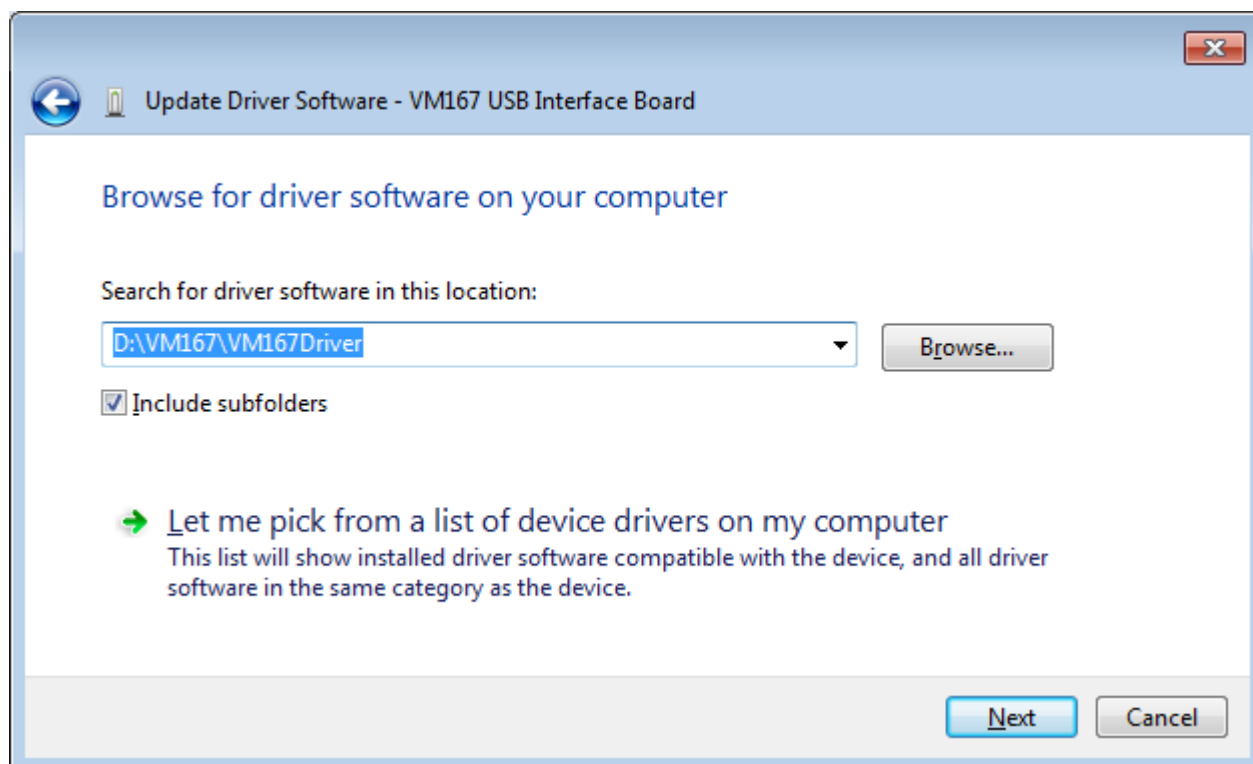 Update Driver Software - VM167 USB Interface Board
Browse for driver software on your computer
Search for driver software in this location:
D:\VM167\VM167Driver
Browse...
Include subfolders
Let me pick from a list of device drivers on my computer
This list will show installed driver software compatible with the device, and all driver
software in the same category as the device.
Next
Cancel